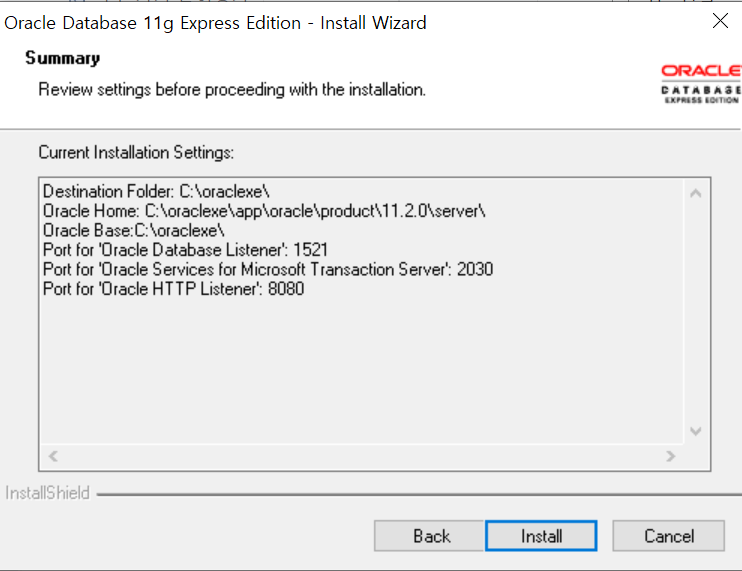 Oracle Database 11g Express Edition - Install Wizard
Summary
Review settings before proceeding with the installation.
ORACLE
DATABASE
EXPRESS EDITION
Current Installation Settings:
Destination Folder: C:\oraclexe\
Oracle Home: C:\oraclexe\app\oracle\product\11.2.0\server\
Oracle Base:C:\oraclexe\
Port for 'Oracle Database Listener': 1521
Port for 'Oracle Services for Microsoft Transaction Server': 2030
Port for 'Oracle HTTP Listener': 8080
InstallShield
Back
Install
Cancel